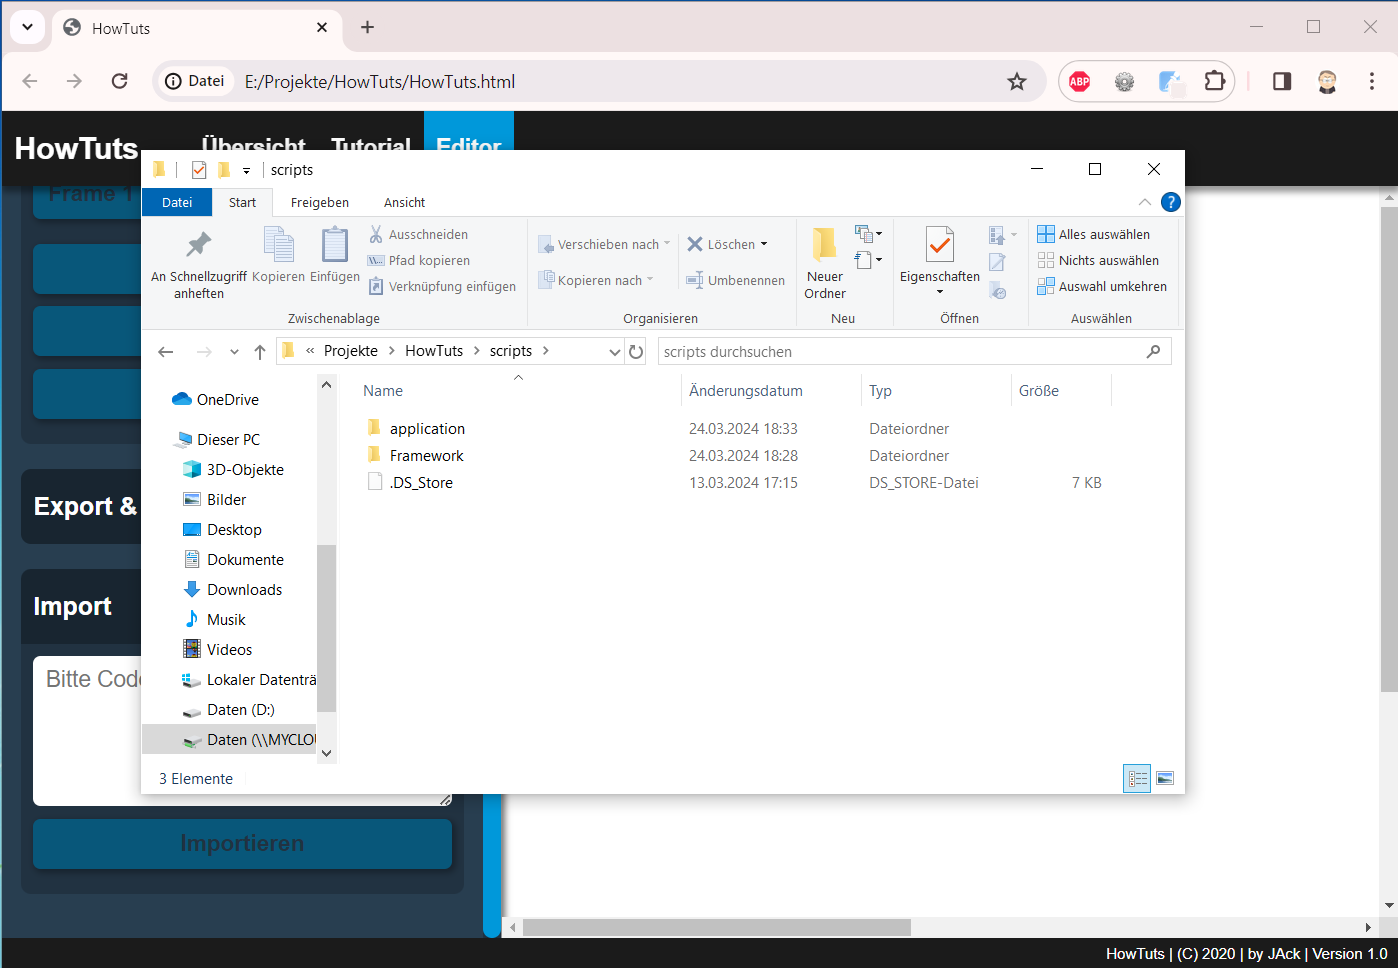 HowTuts
Datei
E:/Projekte/HowTuts/HowTuts.html
ABP
HowTuts
Übersicht
Tutorial
Editor
scripts
Datei
Start
Freigeben
Ansicht
?
An Schnellzugriff
anheften
Kopieren
Einfügen
Ausschneiden
Pfad kopieren
Verknüpfung einfügen
Zwischenablage
Verschieben nach
Kopieren nach
Löschen
Umbenennen
Organisieren
Neuer
Ordner
Neu
Eigenschaften
Öffnen
Alles auswählen
Nichts auswählen
Auswahl umkehren
Auswählen
« Projekte > HowTuts > scripts >
scripts durchsuchen
OneDrive
Dieser PC
3D-Objekte
Bilder
Desktop
Dokumente
Downloads
Musik
Videos
Lokaler Datenträ
Daten (D:)
Daten (\\MYCLOU
Name Änderungsdatum Typ Größe
application 24.03.2024 18:33 Dateiordner
Framework 24.03.2024 18:28 Dateiordner
.DS_Store 13.03.2024 17:15 DS_STORE-Datei 7 KB
3 Elemente
Frame 1
Export &
Import
Bitte Code
Importieren
HowTuts | (C) 2020 | by JAck | Version 1.0